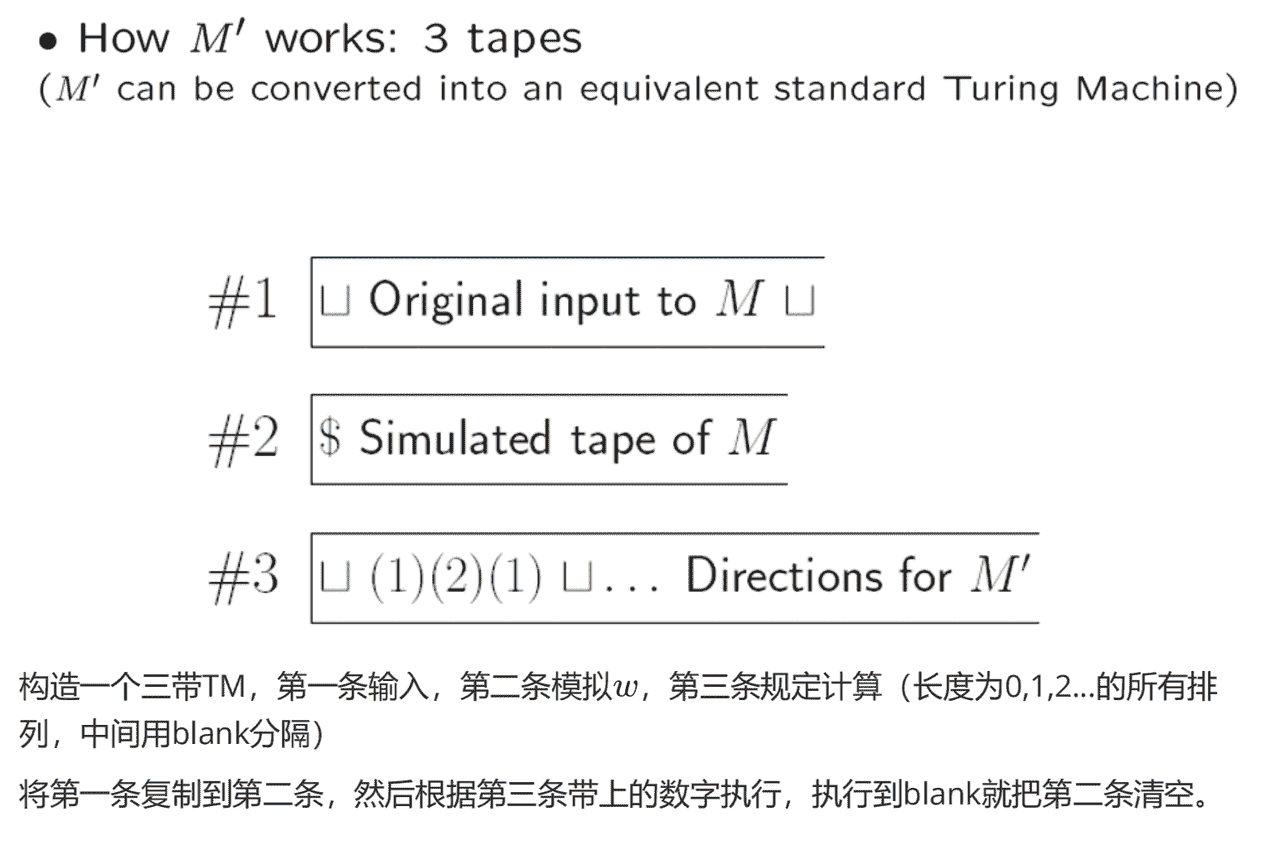 • How M′ works: 3 tapes
(M′ can be converted into an equivalent standard Turing Machine)
#1 ⊔ Original input to M ⊔
#2 $ Simulated tape of M
#3 ⊔ (1)(2)(1) ⊔... Directions for M′
构造一个三带TM，第一条输入，第二条模拟w，第三条规定计算（长度为0,1,2...的所有排
列，中间用blank分隔）
将第一条复制到第二条，然后根据第三条带上的数字执行，执行到blank就把第二条清空。